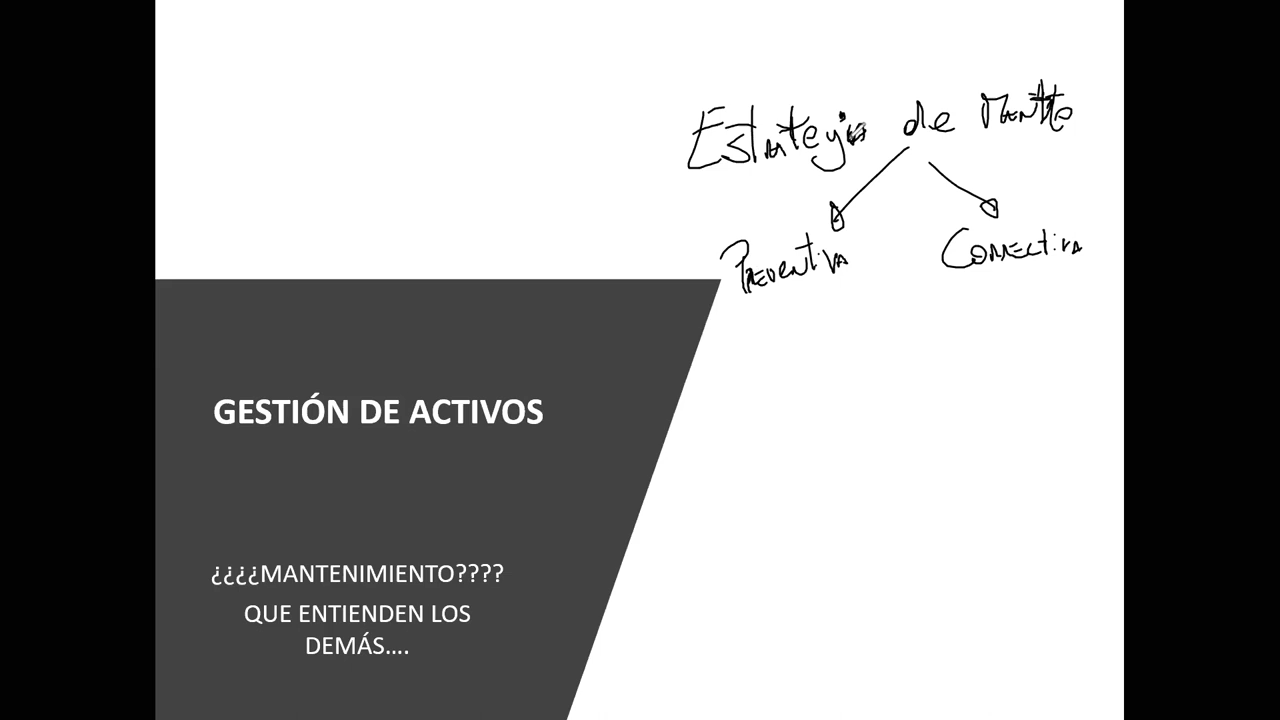 Estrategia de Mantto
Preventiva
Correctiva
GESTIÓN DE ACTIVOS
¿¿¿¿MANTENIMIENTO????
QUE ENTIENDEN LOS
DEMÁS....